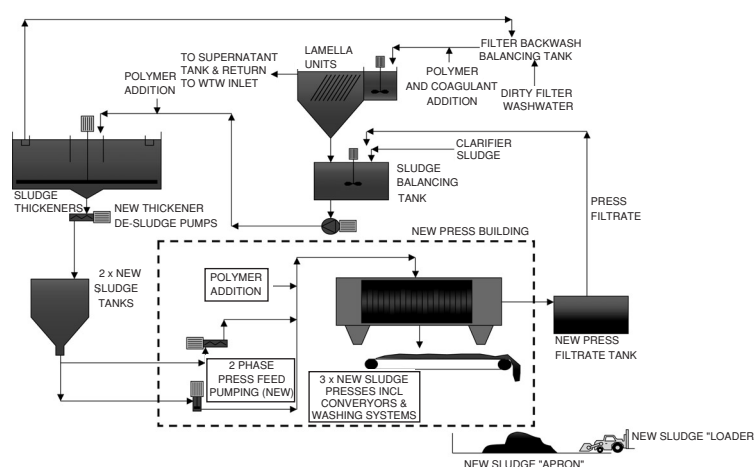 TO SUPERNATANT
TANK & RETURN
TO WTW INLET
LAMELLA
UNITS
FILTER BACKWASH
BALANCING TANK
POLYMER
ADDITION
POLYMER
AND COAGULANT
ADDITION
DIRTY FILTER
WASHWATER
CLARIFIER
SLUDGE
SLUDGE
BALANCING
TANK
PRESS
FILTRATE
SLUDGE
THICKENERS
NEW THICKENER
DE-SLUDGE PUMPS
NEW PRESS BUILDING
2 x NEW
SLUDGE
TANKS
POLYMER
ADDITION
2 PHASE
PRESS FEED
PUMPING (NEW)
3 x NEW SLUDGE
PRESSES INCL
CONVERYORS &
WASHING SYSTEMS
NEW PRESS
FILTRATE TANK
NEW SLUDGE "LOADER
NEW SLUDGE "APRON"